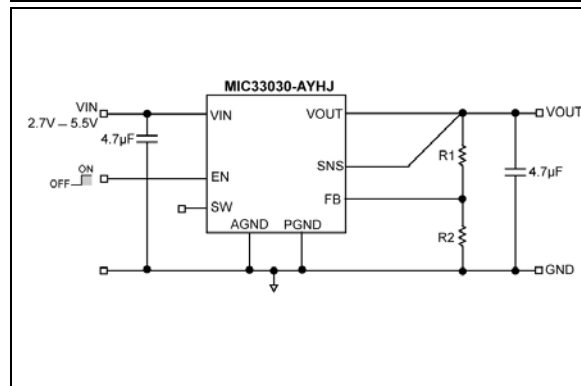 MIC33030-AYHJ
VIN
2.7V – 5.5V
4.7µF
VIN
VOUT
VOUT
R1
SNS
4.7µF
ON
OFF
EN
FB
SW
R2
AGND
PGND
GND